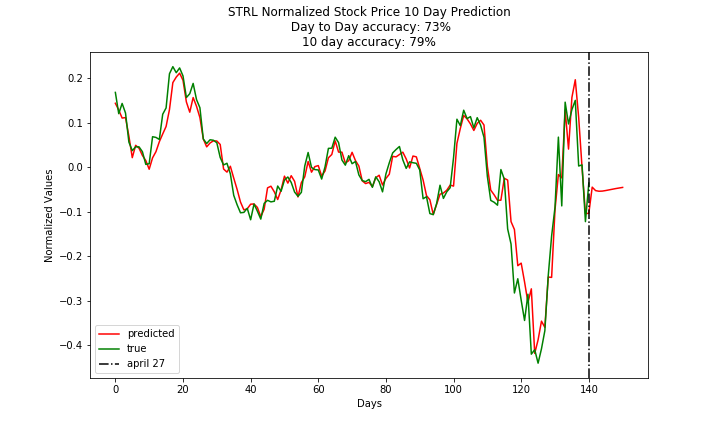 STRL Normalized Stock Price 10 Day Prediction
Day to Day accuracy: 73%
10 day accuracy: 79%
Normalized Values
0.2
0.1
0.0
−0.1
−0.2
−0.3
−0.4
predicted
true
april 27
0 20 40 60 80 100 120 140
Days